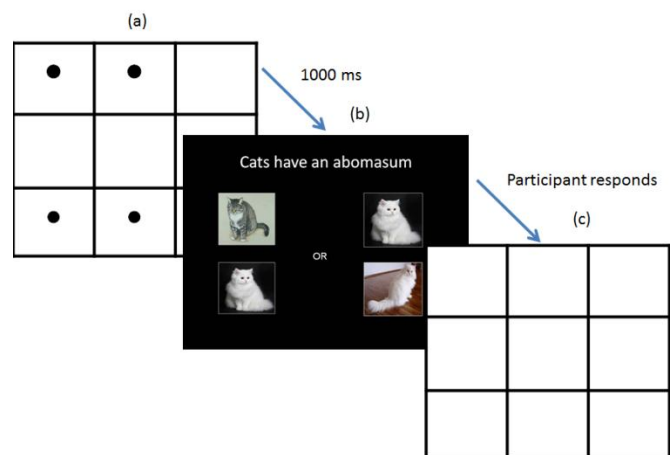 (a)
1000 ms
(b)
Cats have an abomasum
OR
Participant responds
(c)